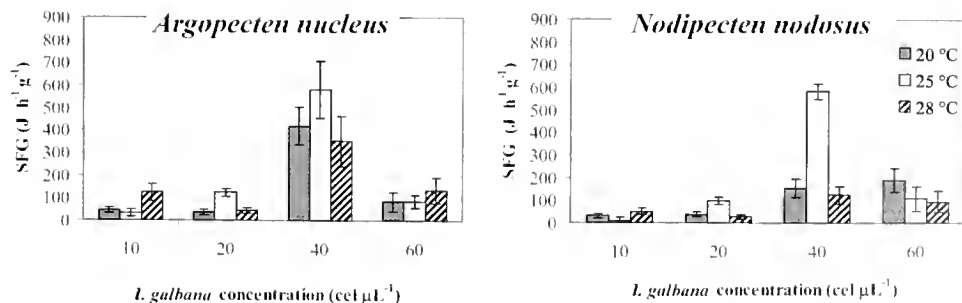 Argopecten nucleus
900
800
700
600
500
400
300
200
100
0
SFG (J h⁻¹g⁻¹)
10 20 40 60
I. galbana concentration (cel µL⁻¹)
Nodipecten nodosus
900
800
700
600
500
400
300
200
100
0
SFG (J h⁻¹g⁻¹)
20 °C
25 °C
28 °C
10 20 40 60
I. galbana concentration (cel µL⁻¹)